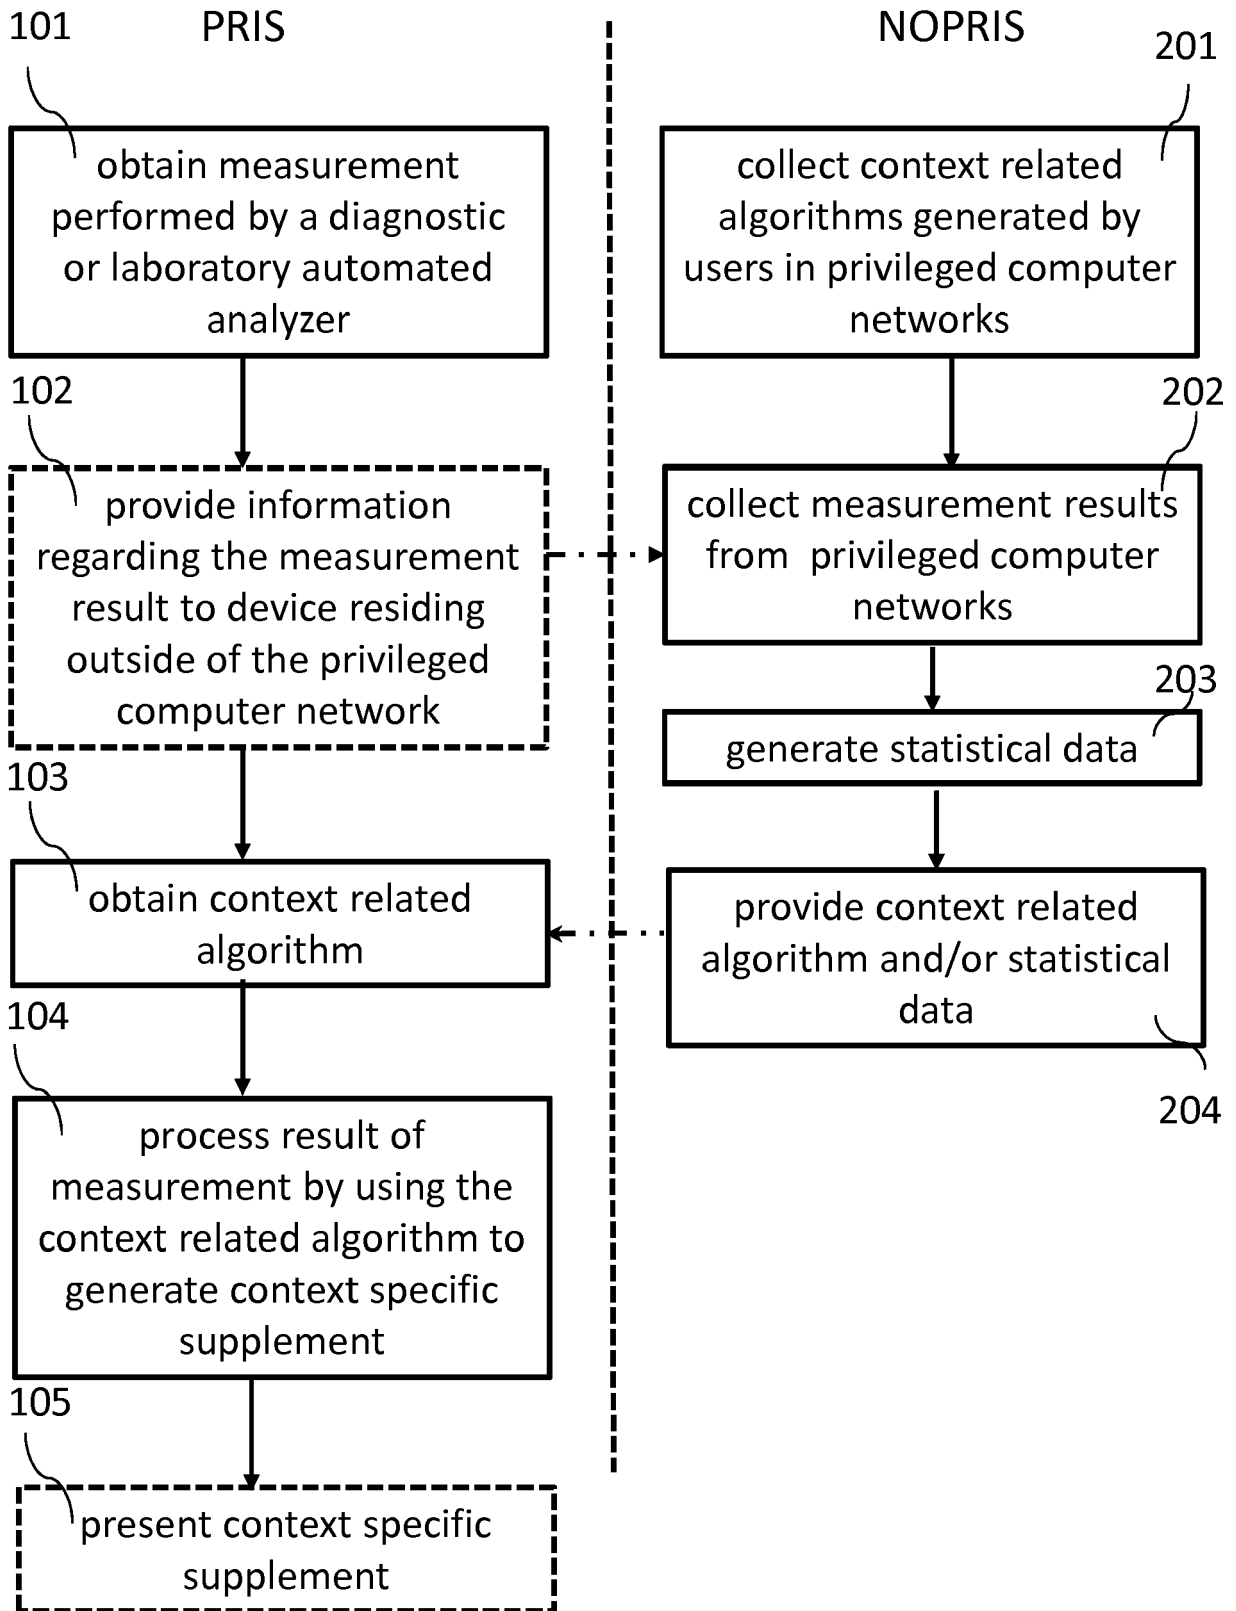 PRIS
101
obtain measurement
performed by a diagnostic
or laboratory automated
analyzer
102
provide information
regarding the measurement
result to device residing
outside of the privileged
computer network
103
obtain context related
algorithm
104
process result of
measurement by using the
context related algorithm to
generate context specific
supplement
105
present context specific
supplement
NOPRIS
201
collect context related
algorithms generated by
users in privileged computer
networks
202
collect measurement results
from privileged computer
networks
203
generate statistical data
provide context related
algorithm and/or statistical
data
204